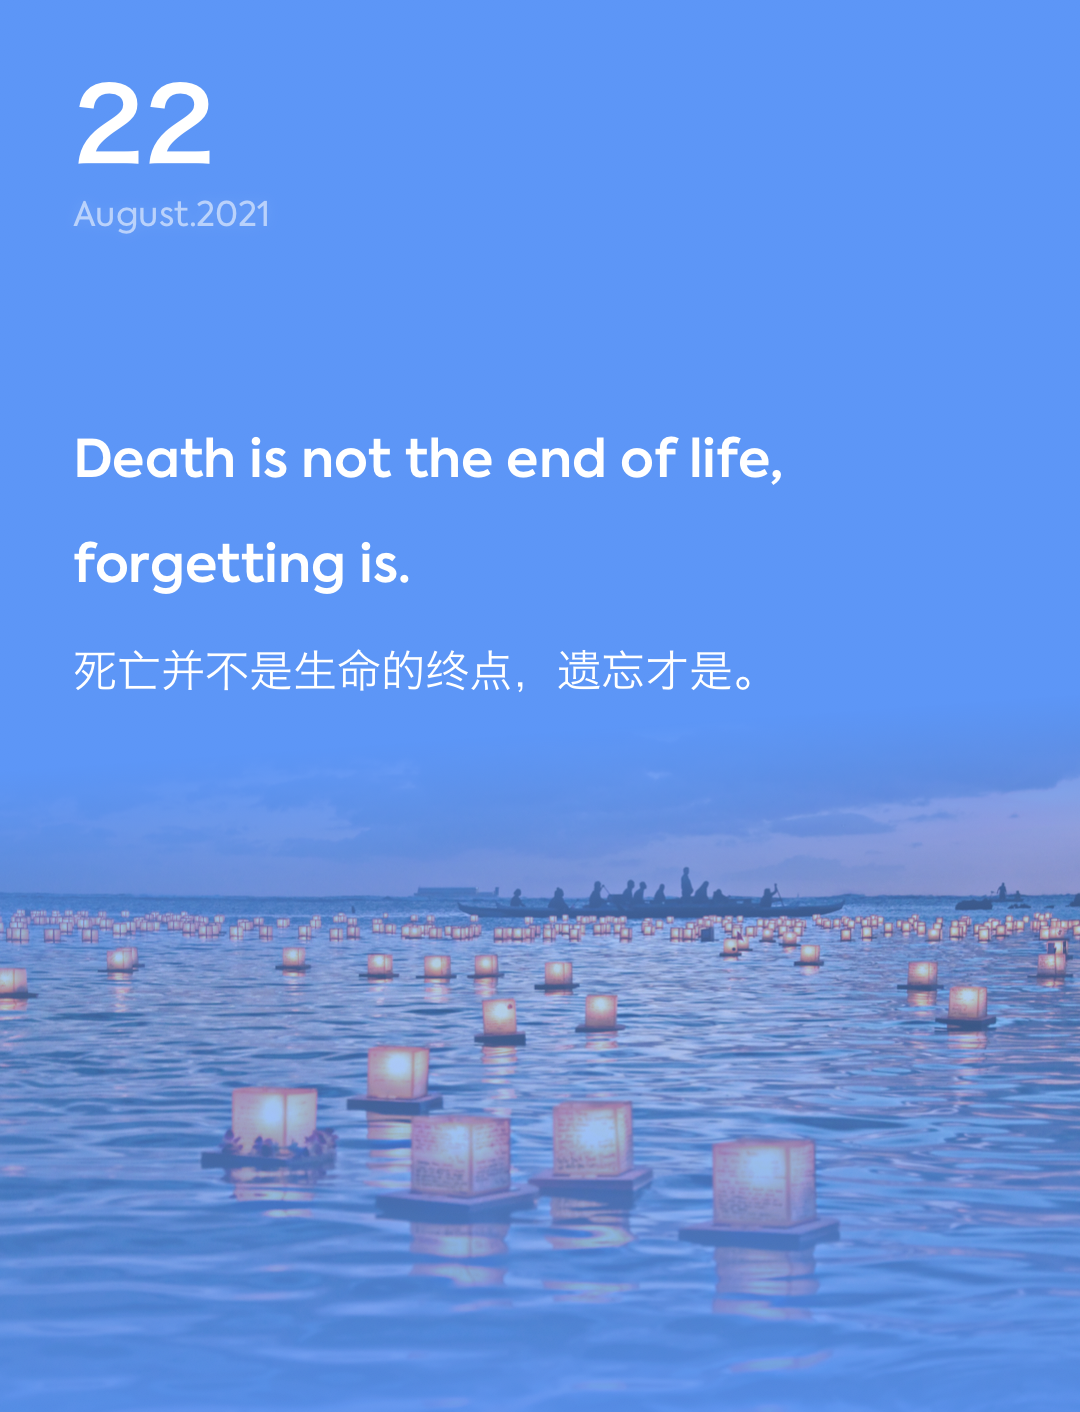 22
August.2021
Death is not the end of life,
forgetting is.
死亡并不是生命的终点，遗忘才是。